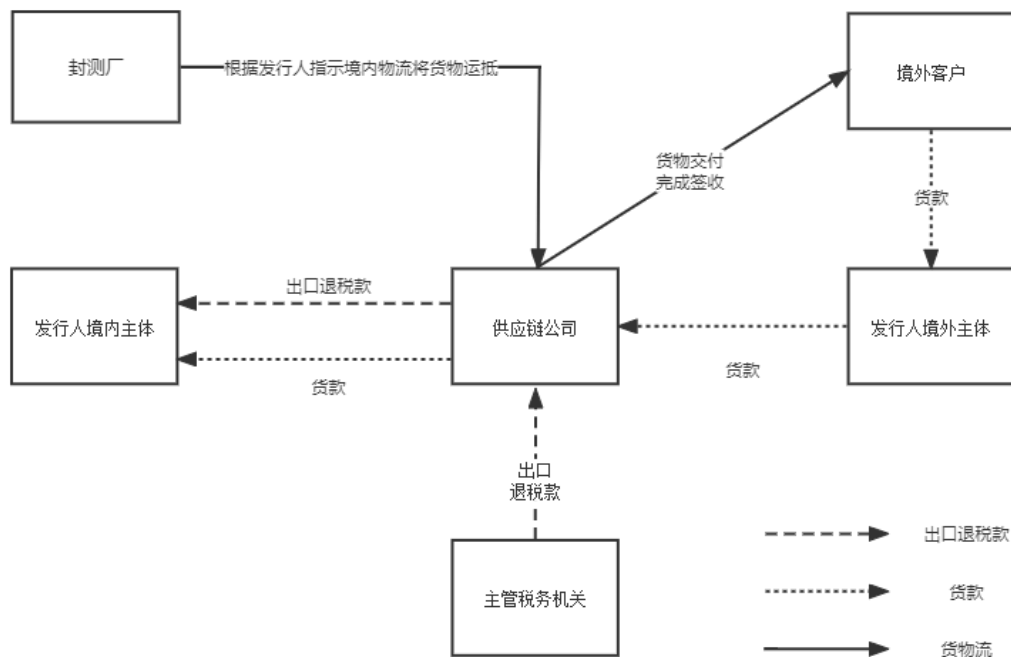 封测厂
根据发行人指示境内物流将货物运抵
境外客户
货物交付
完成签收
货款
出口退税款
发行人境内主体
供应链公司
发行人境外主体
货款
货款
出口
退税款
主管税务机关
出口退税款
货款
货物流